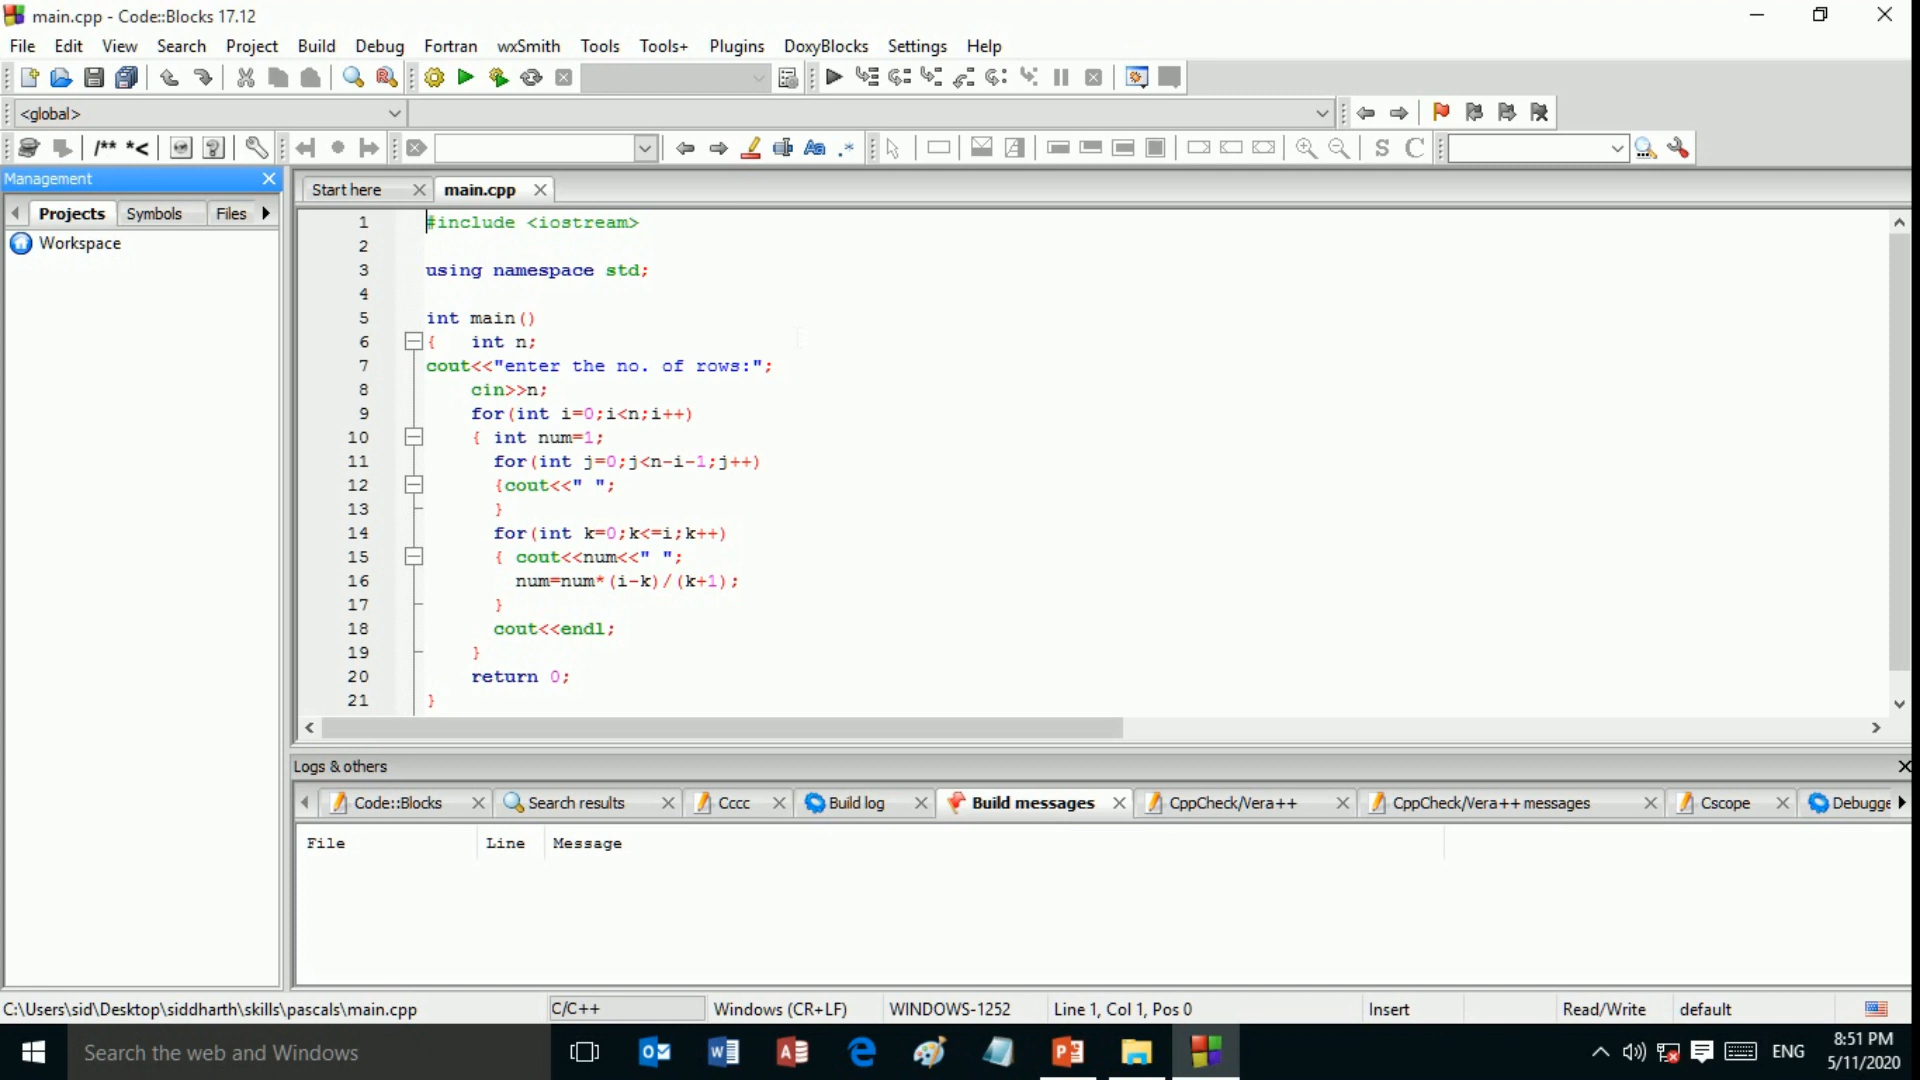 main.cpp - Code::Blocks 17.12
File Edit View Search Project Build Debug Fortran wxSmith Tools Tools+ Plugins DoxyBlocks Settings Help
<global>
/** *<
Aa .*
S C
Management
Projects Symbols Files
Workspace
Start here main.cpp
1 #include <iostream>
2
3 using namespace std;
4
5 int main()
6 { int n;
7 cout<<"enter the no. of rows:";
8 cin>>n;
9 for(int i=0;i<n;i++)
10 { int num=1;
11 for(int j=0;j<n-i-1;j++)
12 {cout<<" ";
13 }
14 for(int k=0;k<=i;k++)
15 { cout<<num<<" ";
16 num=num*(i-k)/(k+1);
17 }
18 cout<<endl;
19 }
20 return 0;
21 }
Logs & others
Code::Blocks Search results Cccc Build log Build messages CppCheck/Vera++ CppCheck/Vera++ messages Cscope Debugge
File Line Message
C:\Users\sid\Desktop\siddharth\skills\pascals\main.cpp C/C++ Windows (CR+LF) WINDOWS-1252 Line 1, Col 1, Pos 0 Insert Read/Write default
Search the web and Windows
ENG
8:51 PM
5/11/2020